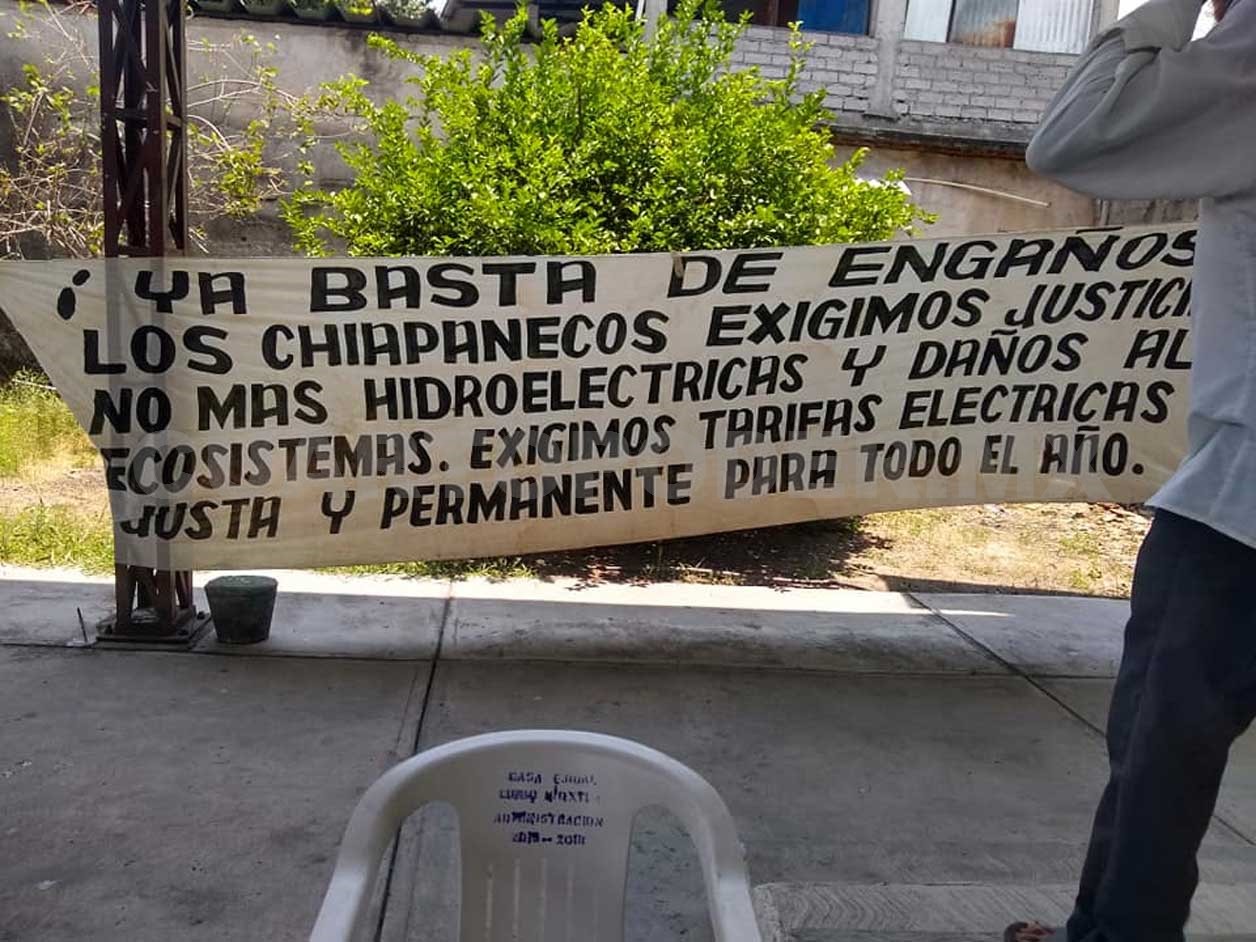 ¡YA BASTA DE ENGAÑOS
LOS CHIAPANECOS EXIGIMOS JUSTICI
NO MAS HIDROELECTRICAS Y DAÑOS AL
ECOSISTEMAS. EXIGIMOS TARIFAS ELECTRICAS
JUSTA Y PERMANENTE PARA TODO EL AÑO.
CASA EJIDAL
ADMINISTRACION